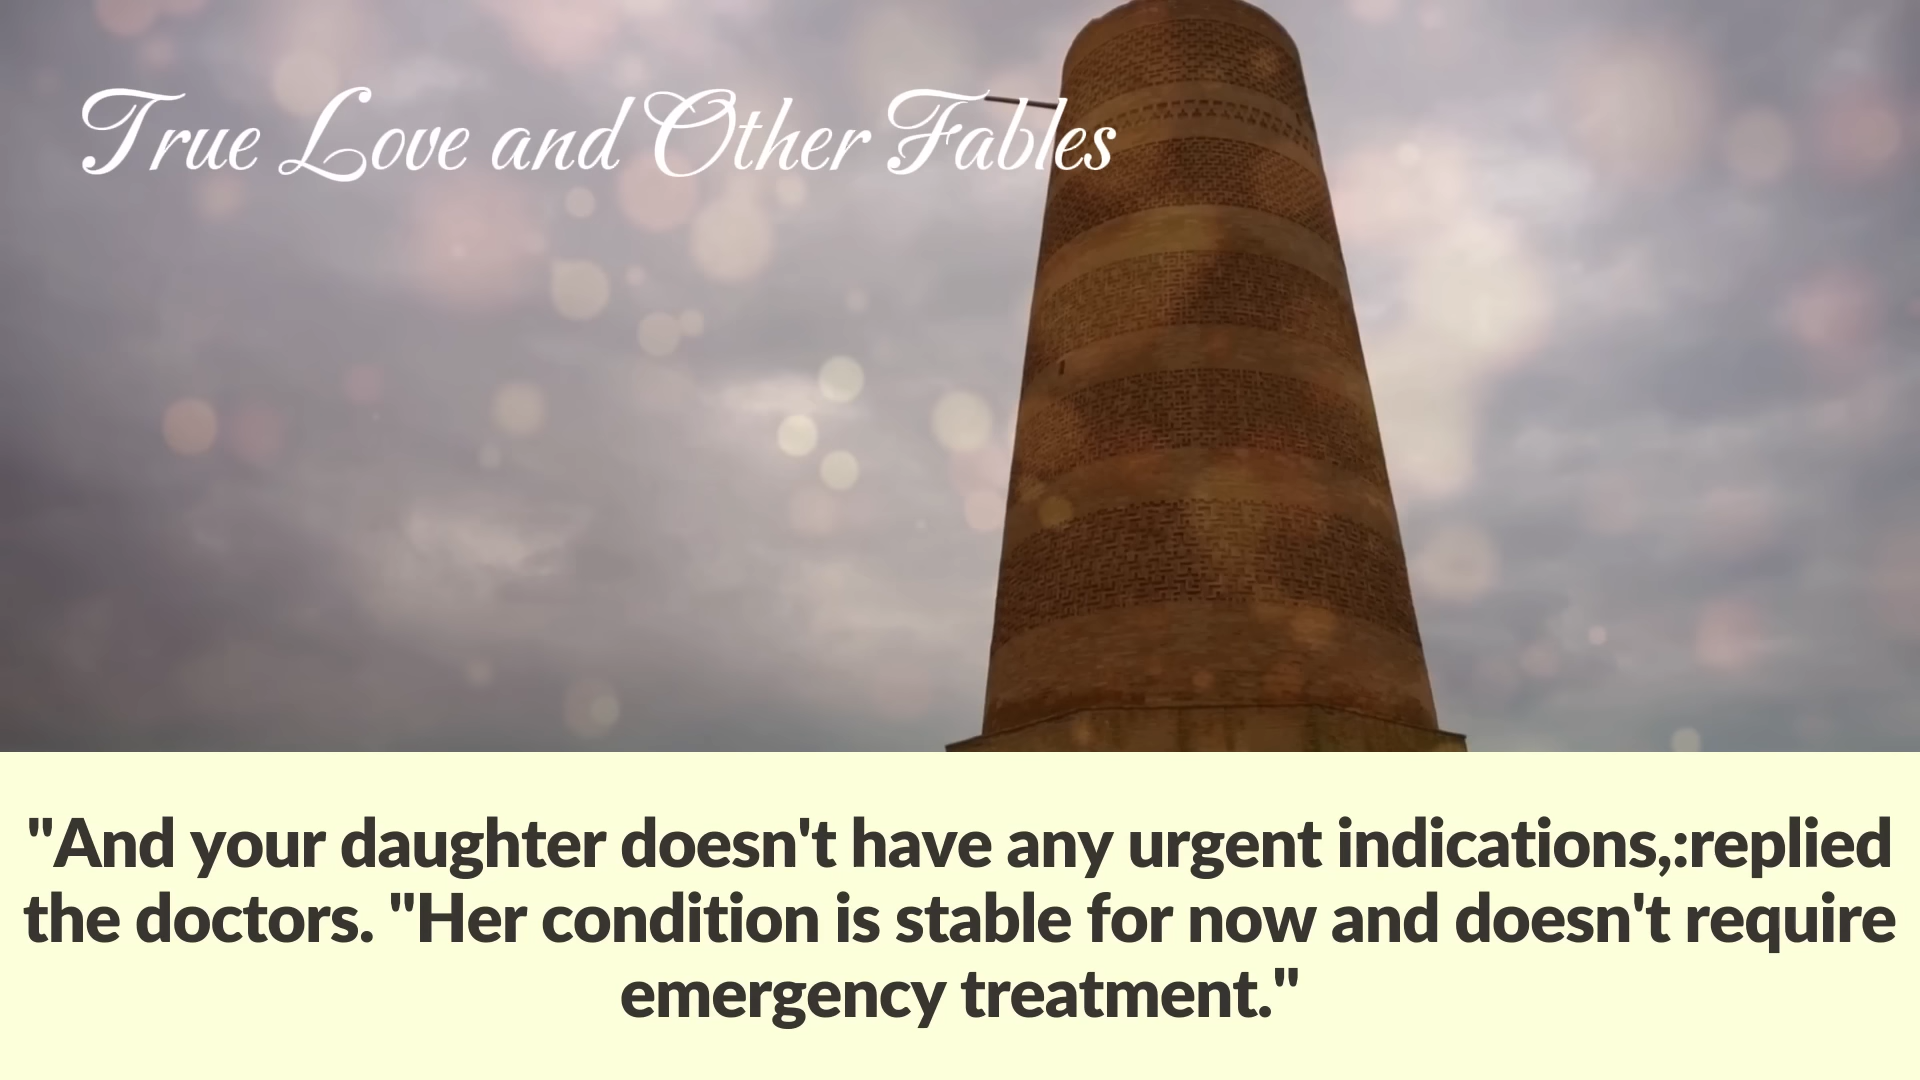 True Love and Other Fables
"And your daughter doesn't have any urgent indications,:replied
the doctors. "Her condition is stable for now and doesn't require
emergency treatment."